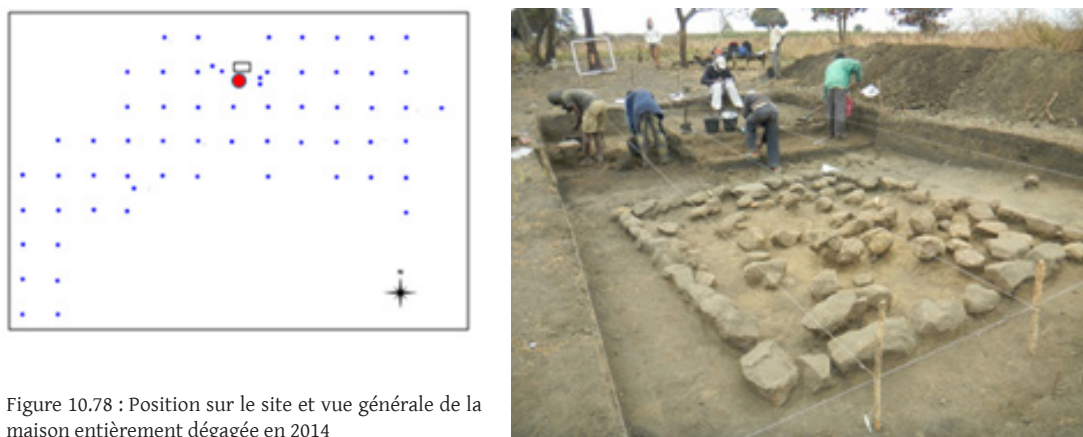 Figure 10.78 : Position sur le site et vue générale de la
maison entièrement dégagée en 2014